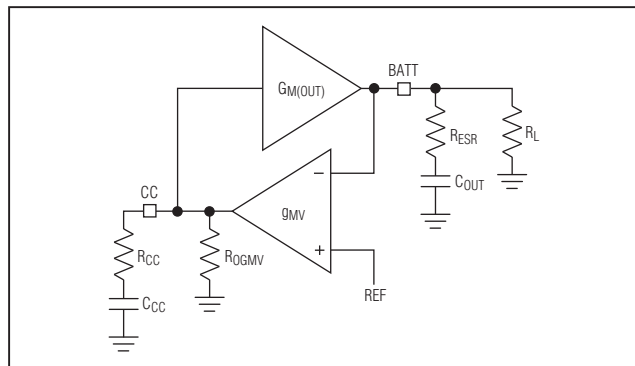 BATT
GM(OUT)
RESR
RL
COUT
CC
gMV
–
+
RCC
ROGMV
REF
CCC